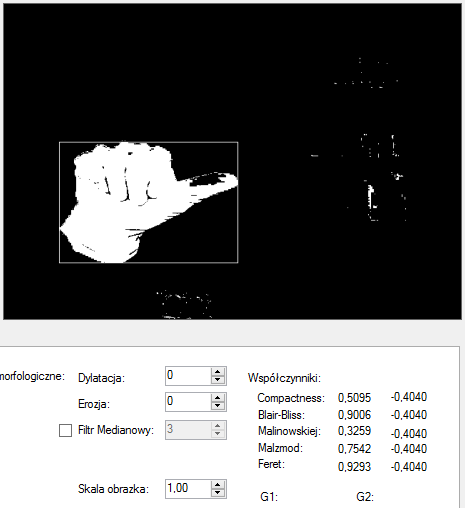 morfologiczne:
Dylatacja: 0
Erozja: 0
Filtr Medianowy: 3
Skala obrazka: 1,00
Współczynniki:
Compactness: 0,5095 -0,4040
Blair-Bliss: 0,9006 -0,4040
Malinowskiej: 0,3259 -0,4040
Malzmod: 0,7542 -0,4040
Feret: 0,9293 -0,4040
G1: G2: